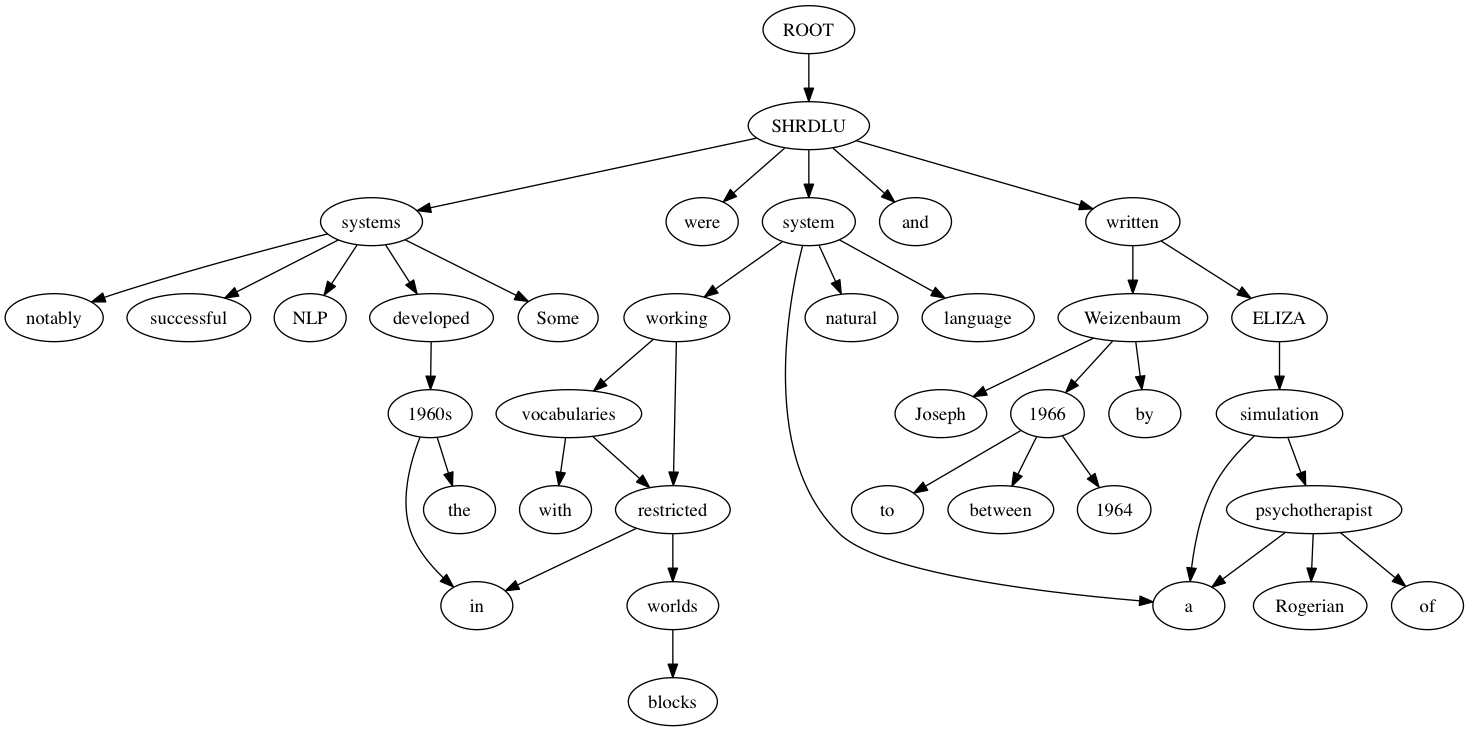 ROOT
SHRDLU
systems were system and written
notably successful NLP developed Some working natural language Weizenbaum ELIZA
1960s vocabularies Joseph 1966 by simulation
the with restricted to between 1964 psychotherapist
in worlds a Rogerian of
blocks